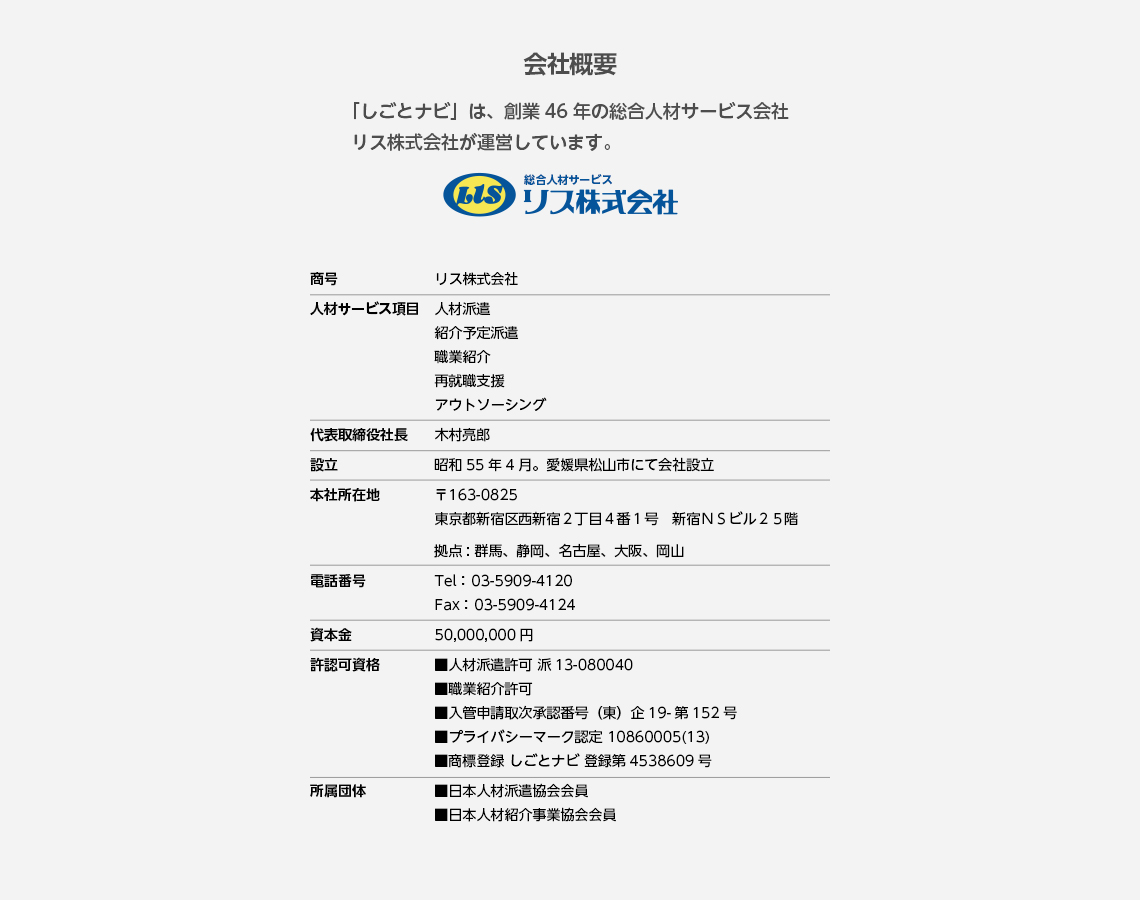 会社概要
「しごとナビ」は、創業 46 年の総合人材サービス会社
リス株式会社が運営しています。
LIS
総合人材サービス
リス株式会社
商号 リス株式会社
人材サービス項目 人材派遣
紹介予定派遣
職業紹介
再就職支援
アウトソーシング
代表取締役社長 木村亮郎
設立 昭和 55 年 4 月。愛媛県松山市にて会社設立
本社所在地 〒163-0825
東京都新宿区西新宿２丁目４番１号　新宿ＮＳビル２５階
拠点：群馬、静岡、名古屋、大阪、岡山
電話番号 Tel：03-5909-4120
Fax：03-5909-4124
資本金 50,000,000 円
許認可資格 ■人材派遣許可 派 13-080040
■職業紹介許可
■入管申請取次承認番号（東）企 19- 第 152 号
■プライバシーマーク認定 10860005(13)
■商標登録 しごとナビ 登録第 4538609 号
所属団体 ■日本人材派遣協会会員
■日本人材紹介事業協会会員